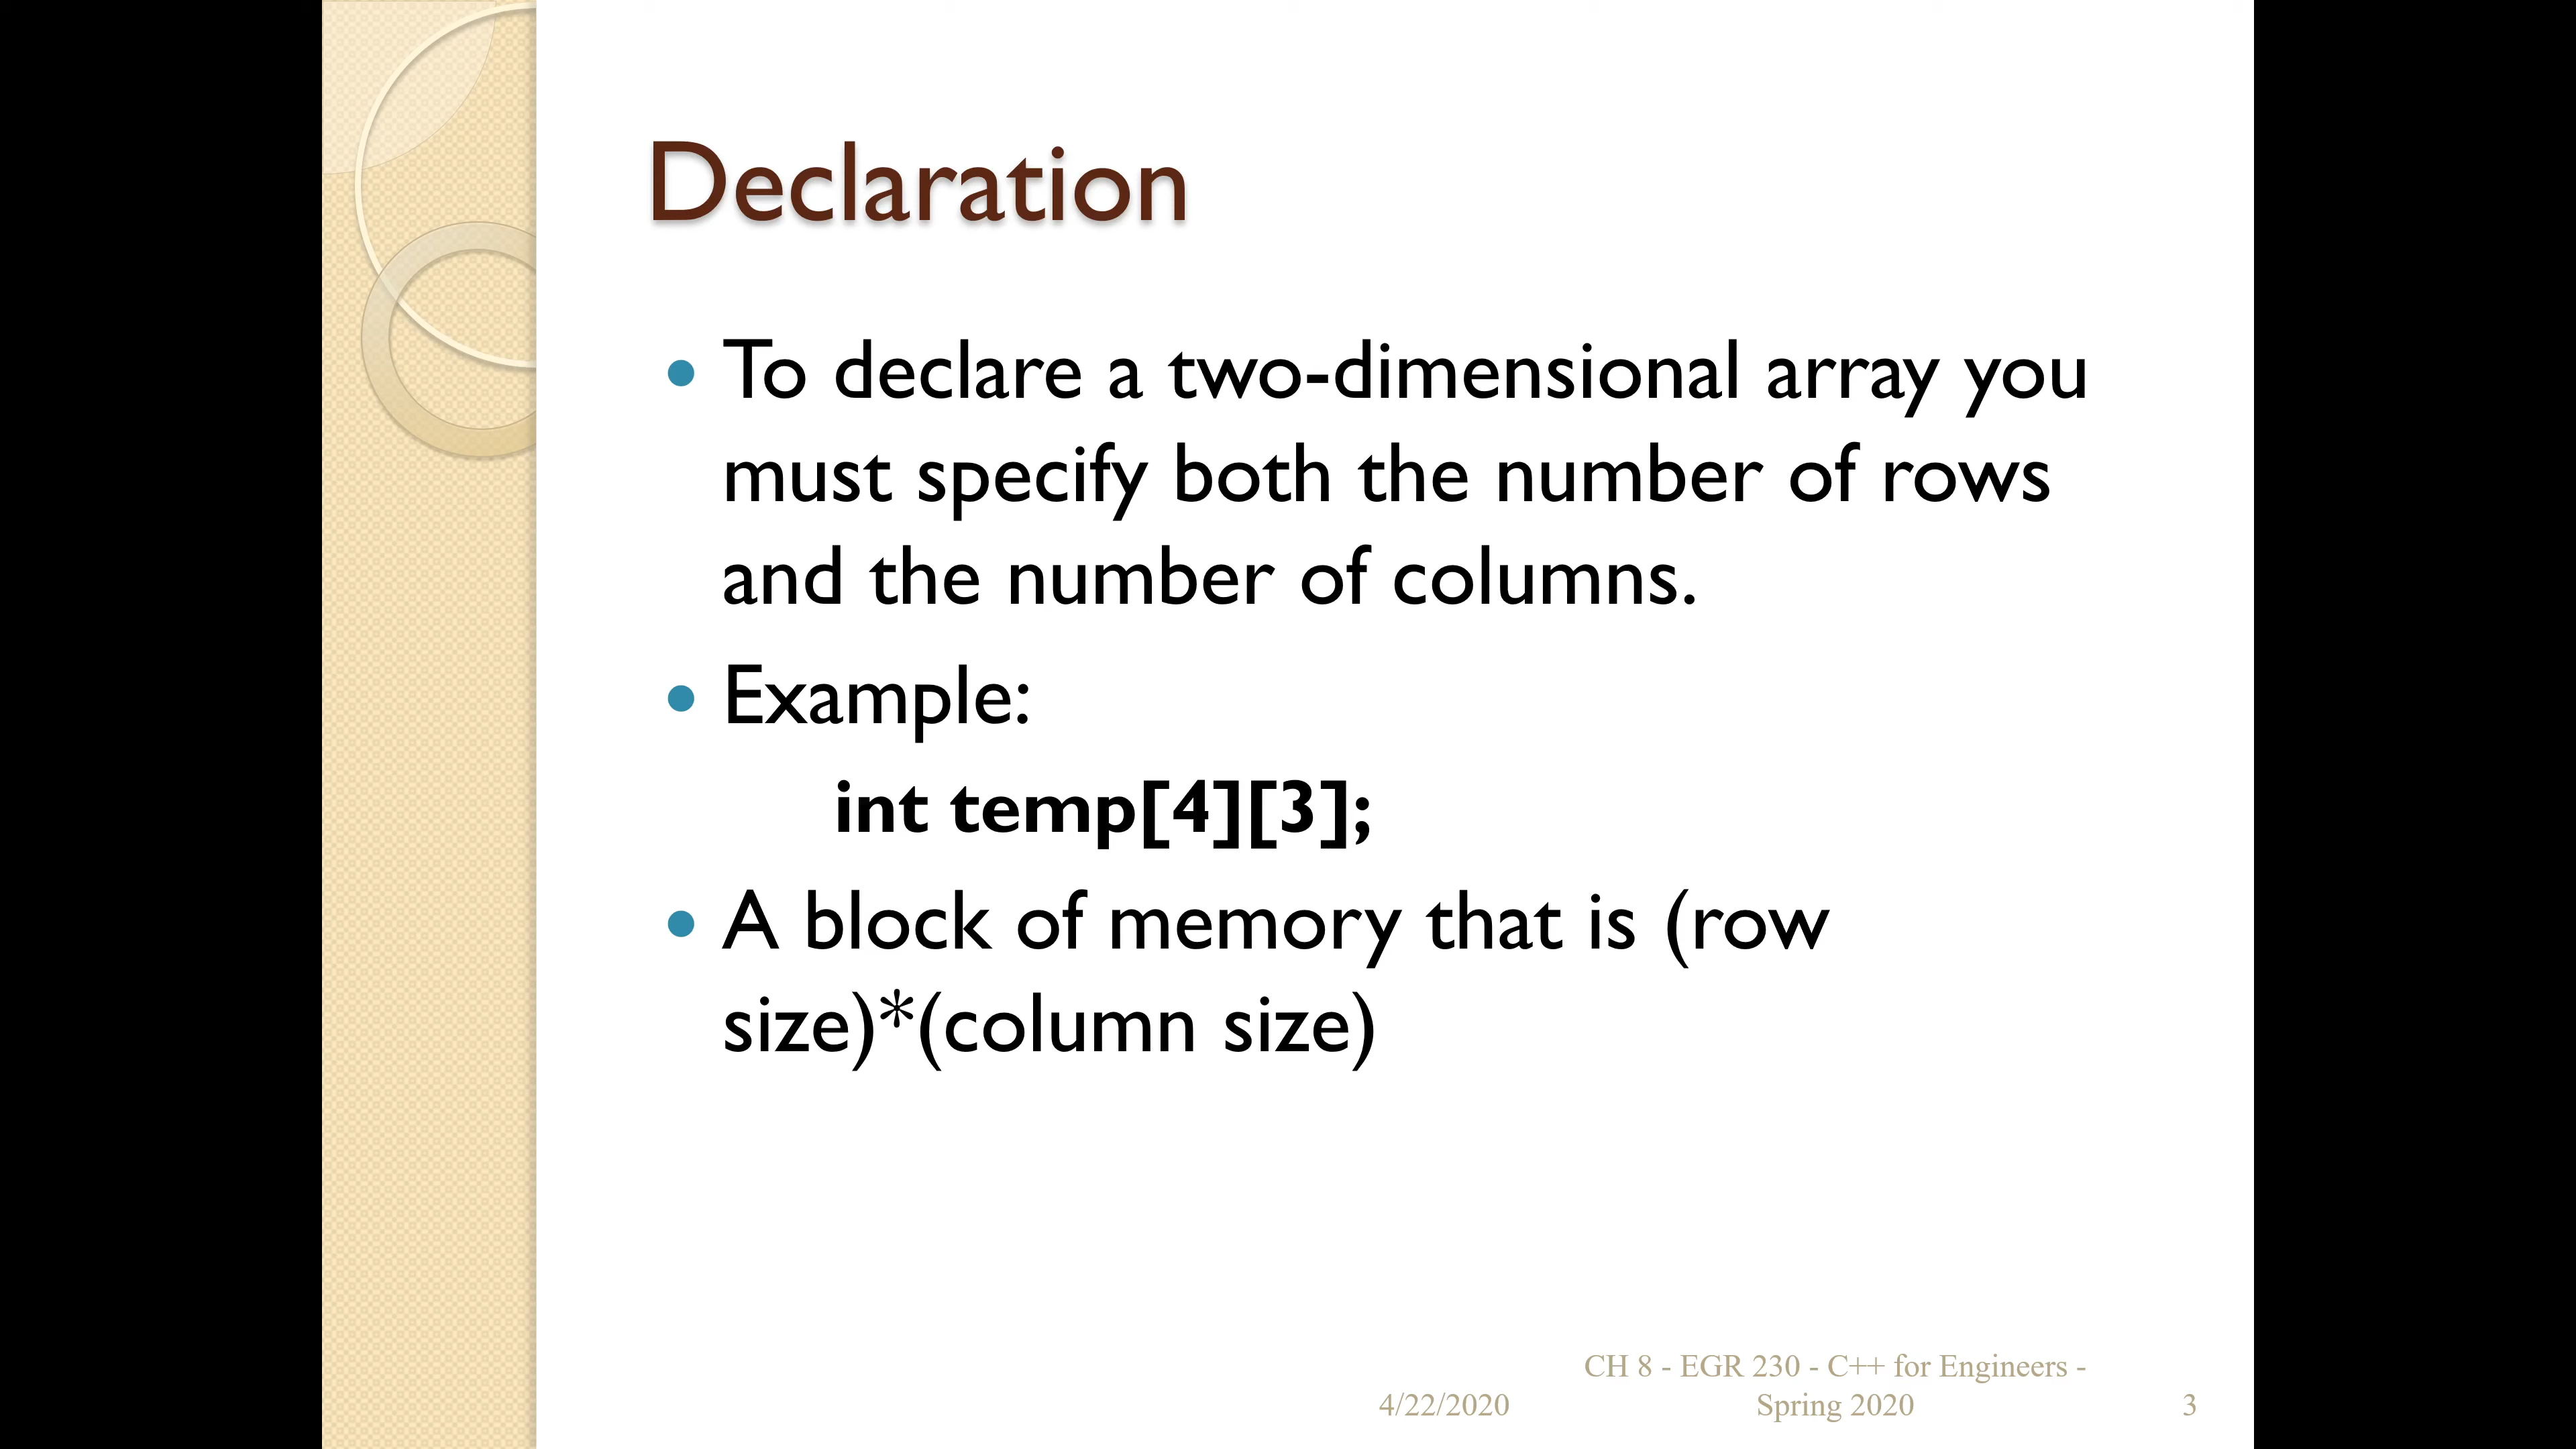 Declaration
• To declare a two-dimensional array you
must specify both the number of rows
and the number of columns.
• Example:
int temp[4][3];
• A block of memory that is (row
size)*(column size)
CH 8 - EGR 230 - C++ for Engineers -
4/22/2020 Spring 2020 3